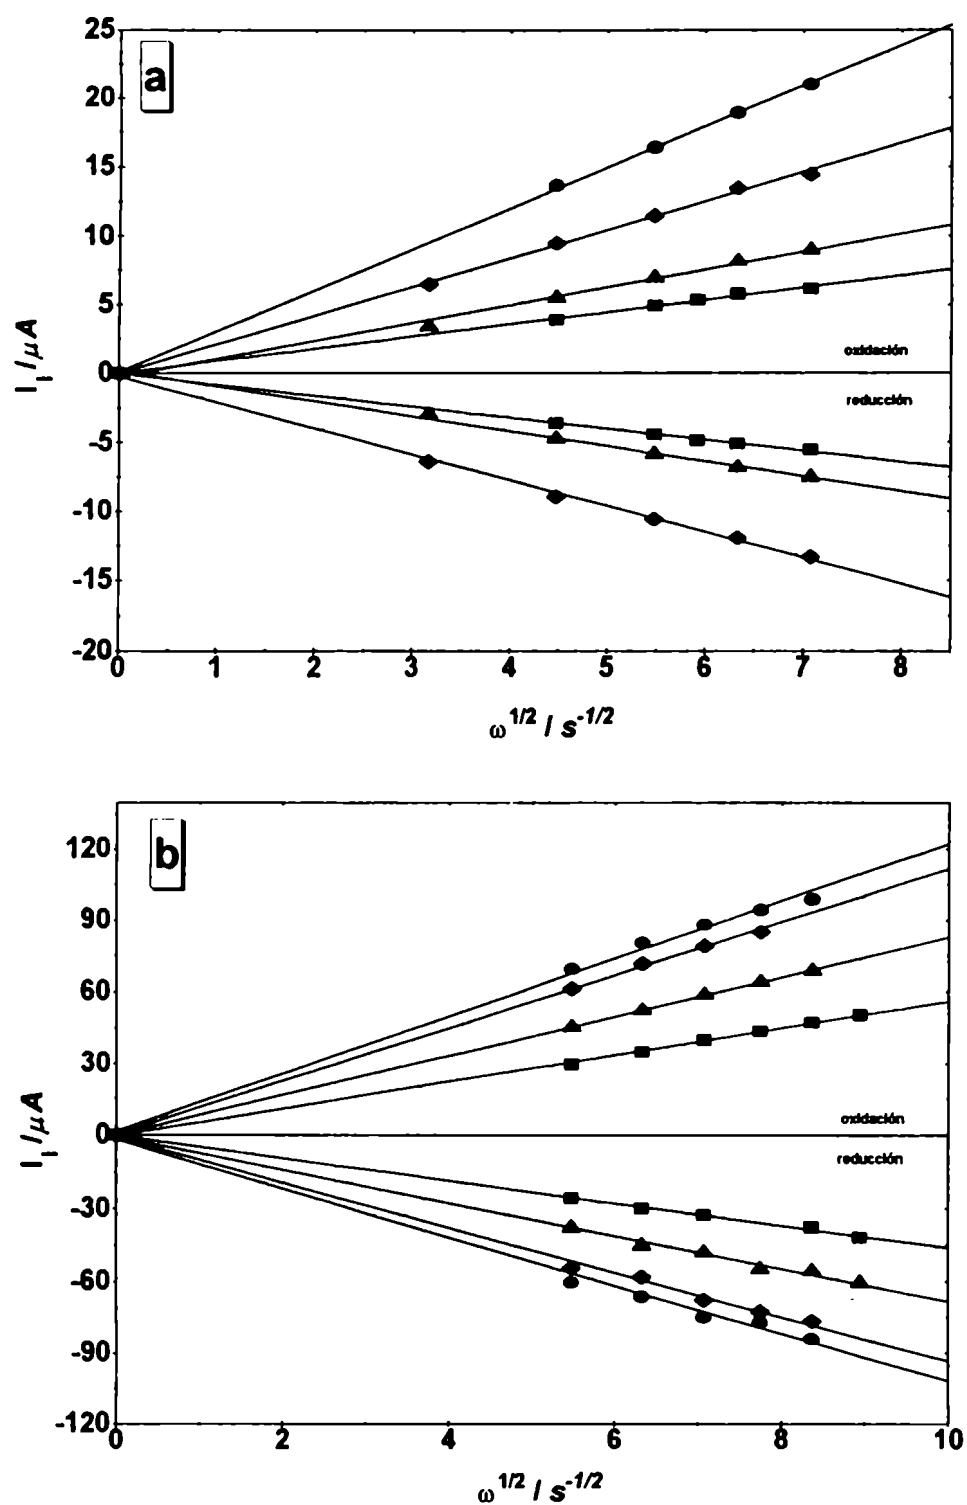 a
25
20
15
10
5
0
-5
-10
-15
-20
I_l /μA
oxidación
reducción
0 1 2 3 4 5 6 7 8
ω^1/2 / s^-1/2
b
120
90
60
30
0
-30
-60
-90
-120
I_l /μA
oxidación
reducción
0 2 4 6 8 10
ω^1/2 / s^-1/2